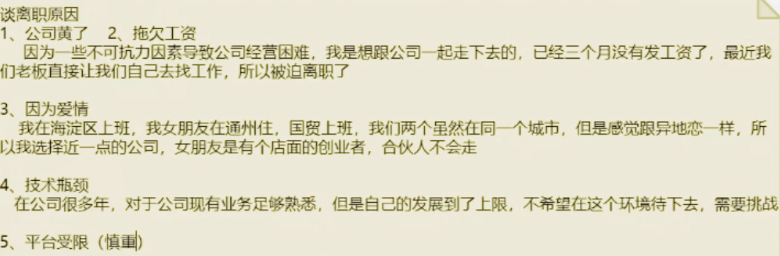 谈离职原因
1、公司黄了 2、拖欠工资
因为一些不可抗力因素导致公司经营困难，我是想跟公司一起走下去的，已经三个月没有发工资了，最近我
们老板直接让我们自己去找工作，所以被迫离职了
3、因为爱情
我在海淀区上班，我女朋友在通州住，国贸上班，我们两个虽然在同一个城市，但是感觉跟异地恋一样，所
以我选择近一点的公司，女朋友是有个店面的创业者，合伙人不会走
4、技术瓶颈
在公司很多年，对于公司现有业务足够熟悉，但是自己的发展到了上限，不希望在这个环境待下去，需要挑战
5、平台受限（慎重）